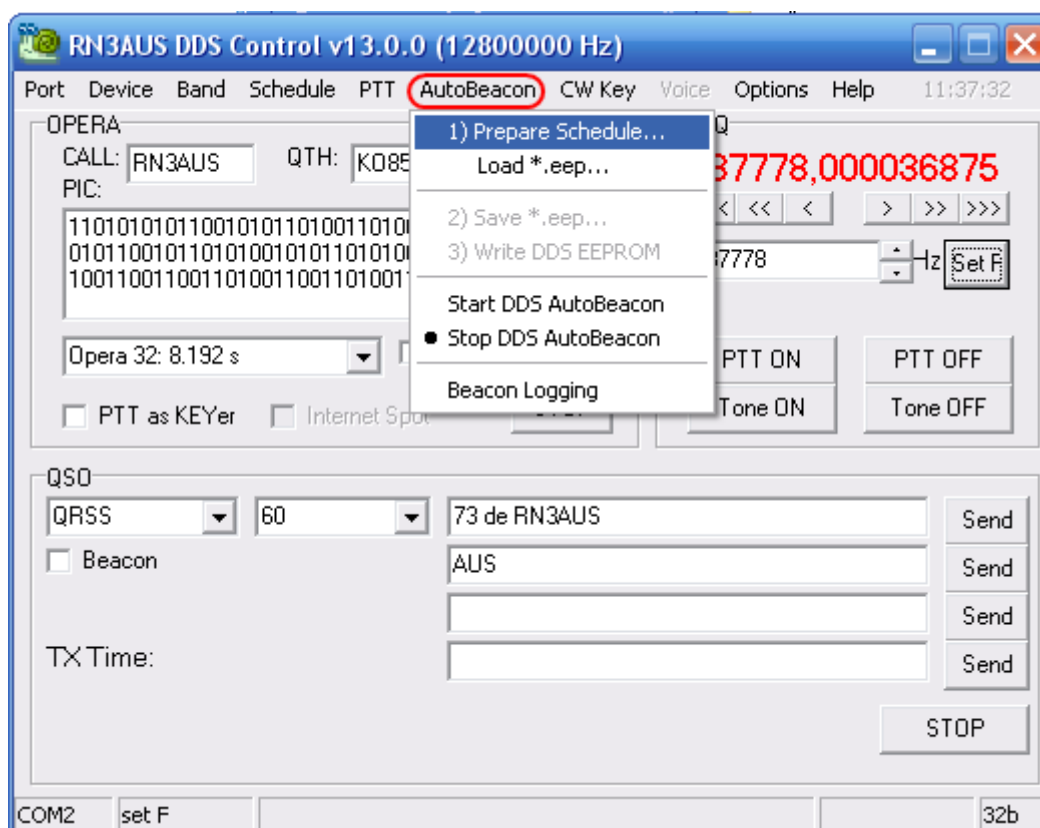 RN3AUS DDS Control v13.0.0 (12800000 Hz)
Port Device Band Schedule PTT AutoBeacon CW Key Voice Options Help 11:37:32
OPERA
CALL: RN3AUS QTH: KO85
PIC:
11010101011001010110100110100
01011001011010100101011010100
10011001100110100110011010011
Opera 32: 8.192 s
PTT as KEYer
Internet Spot
1) Prepare Schedule...
Load *.eep...
2) Save *.eep...
3) Write DDS EEPROM
Start DDS AutoBeacon
Stop DDS AutoBeacon
Beacon Logging
Q
37778,000036875
< << < > >> >>>
7778 Hz Set F
PTT ON PTT OFF
Tone ON Tone OFF
QSO
QRSS 60 73 de RN3AUS Send
Beacon AUS Send
Send
TX Time: Send
STOP
COM2 set F 32b